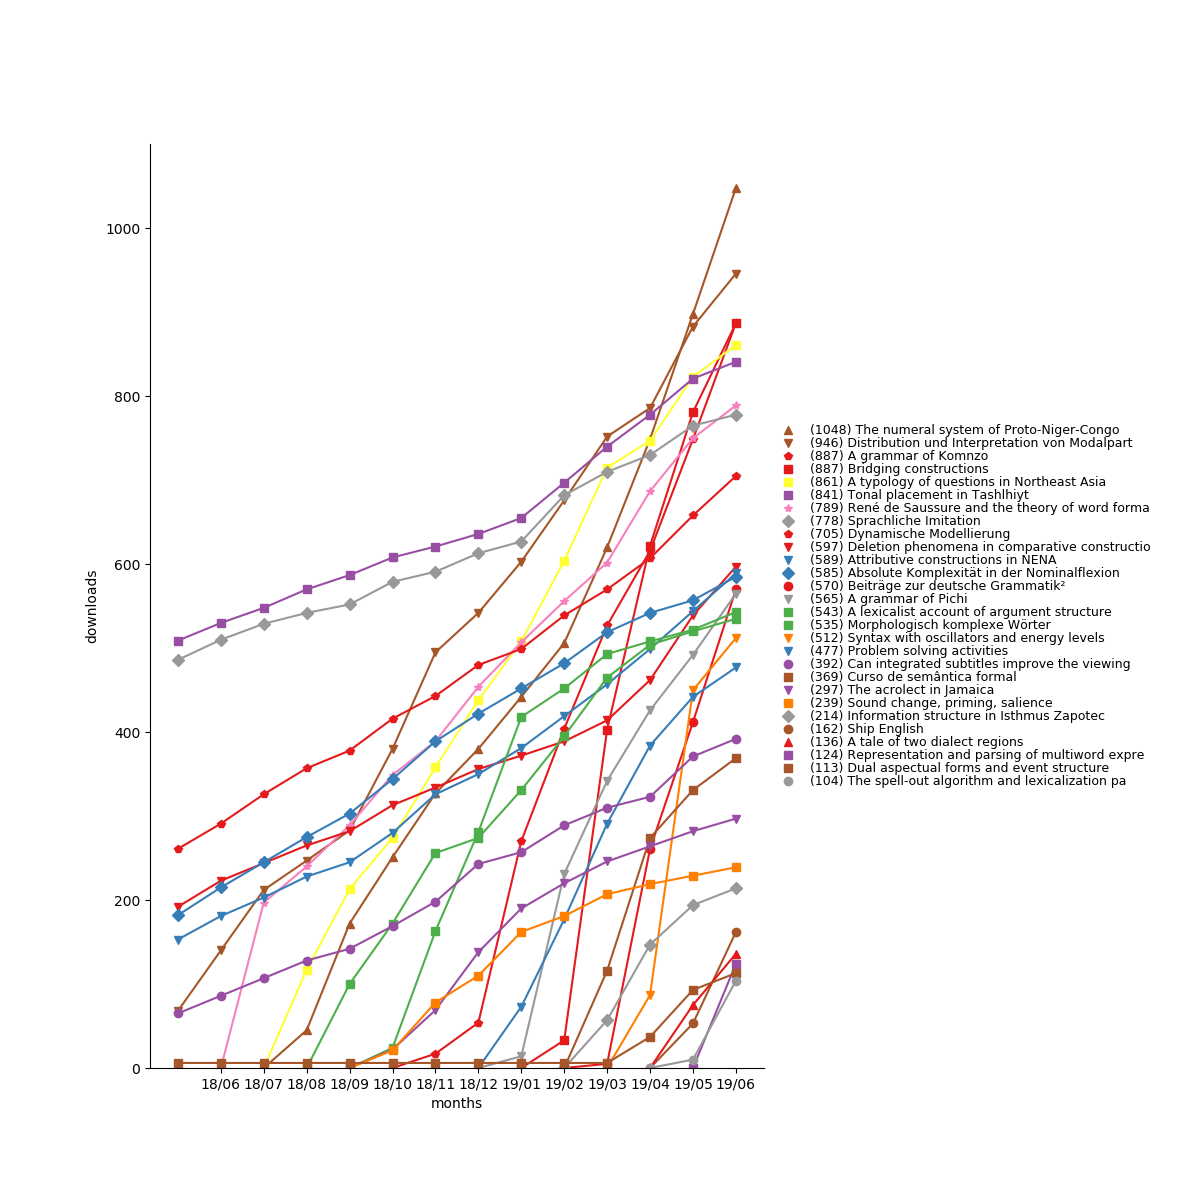 1000
800
600
400
200
0
downloads
18/06 18/07 18/08 18/09 18/10 18/11 18/12 19/01 19/02 19/03 19/04 19/05 19/06
months
(1048) The numeral system of Proto-Niger-Congo
(946) Distribution und Interpretation von Modalpart
(887) A grammar of Komnzo
(887) Bridging constructions
(861) A typology of questions in Northeast Asia
(841) Tonal placement in Tashlhiyt
(789) René de Saussure and the theory of word forma
(778) Sprachliche Imitation
(705) Dynamische Modellierung
(597) Deletion phenomena in comparative constructio
(589) Attributive constructions in NENA
(585) Absolute Komplexität in der Nominalflexion
(570) Beiträge zur deutsche Grammatik²
(565) A grammar of Pichi
(543) A lexicalist account of argument structure
(535) Morphologisch komplexe Wörter
(512) Syntax with oscillators and energy levels
(477) Problem solving activities
(392) Can integrated subtitles improve the viewing
(369) Curso de semântica formal
(297) The acrolect in Jamaica
(239) Sound change, priming, salience
(214) Information structure in Isthmus Zapotec
(162) Ship English
(136) A tale of two dialect regions
(124) Representation and parsing of multiword expre
(113) Dual aspectual forms and event structure
(104) The spell-out algorithm and lexicalization pa